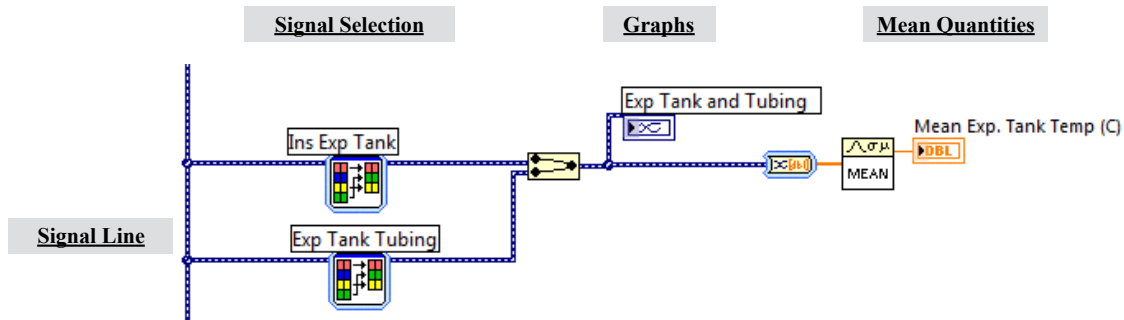 Signal Selection
Graphs
Mean Quantities
Exp Tank and Tubing
Mean Exp. Tank Temp (C)
Ins Exp Tank
DBL
MEAN
Signal Line
Exp Tank Tubing